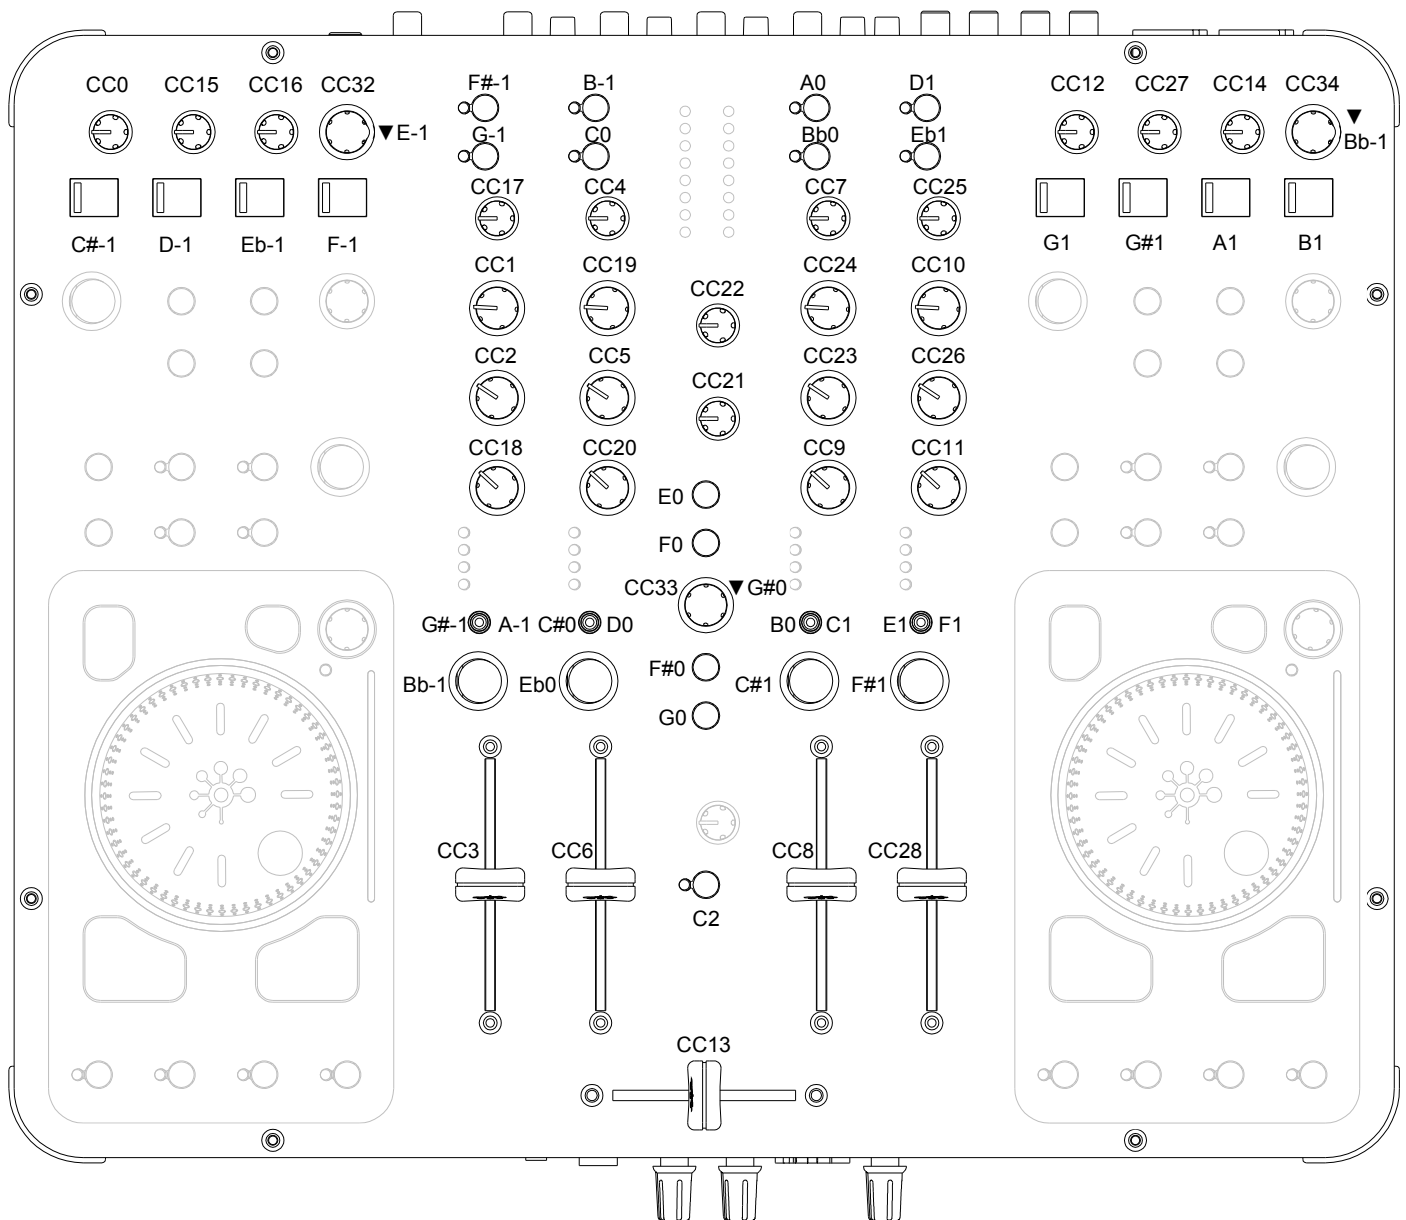 CC0 CC15 CC16 CC32 F#-1 B-1 A0 D1 CC12 CC27 CC14 CC34
▼E-1 G-1 C0 Bb0 Eb1 ▼Bb-1
CC17 CC4 CC7 CC25
C#-1 D-1 Eb-1 F-1 G1 G#1 A1 B1
CC1 CC19 CC24 CC10
CC22
CC2 CC5 CC23 CC26
CC21
CC18 CC20 CC9 CC11
E0
F0
CC33 ▼G#0
G#-1 A-1 C#0 D0 B0 C1 E1 F1
F#0
Bb-1 Eb0 C#1 F#1
G0
CC3 CC6 CC8 CC28
C2
CC13